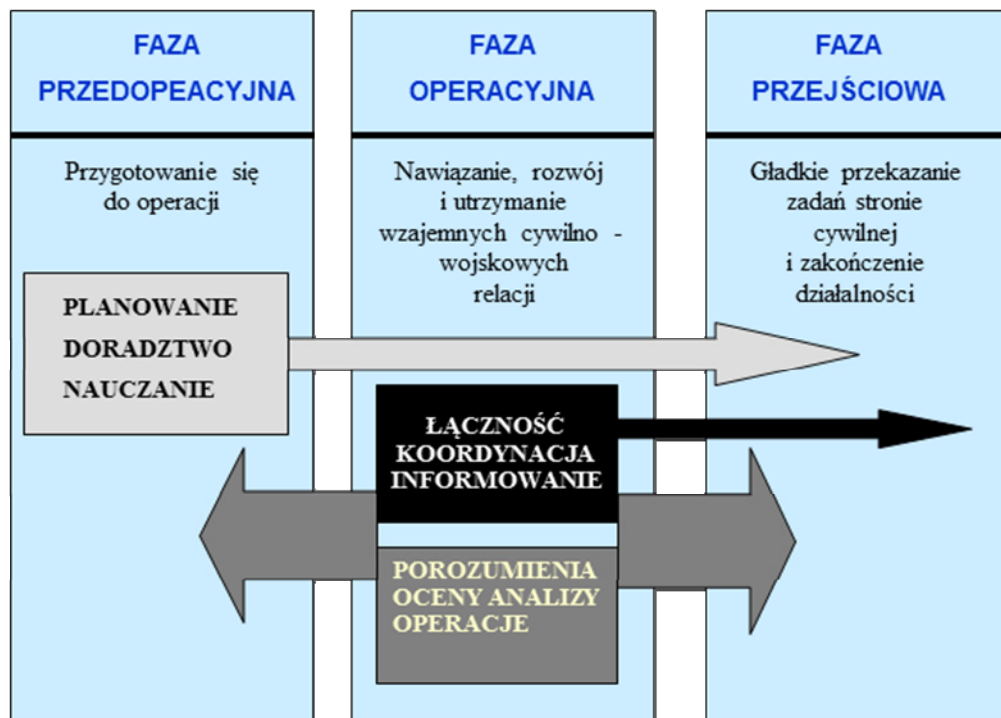 FAZA
PRZEDOPEACYJNA
Przygotowanie się
do operacji
PLANOWANIE
DORADZTWO
NAUCZANIE
FAZA
OPERACYJNA
Nawiązanie, rozwój
i utrzymanie
wzajemnych cywilno -
wojskowych
relacji
ŁĄCZNOŚĆ
KOORDYNACJA
INFORMOWANIE
POROZUMIENIA
OCENY ANALIZY
OPERACJE
FAZA
PRZEJŚCIOWA
Gładkie przekazanie
zadań stronie
cywilnej
i zakończenie
działalności